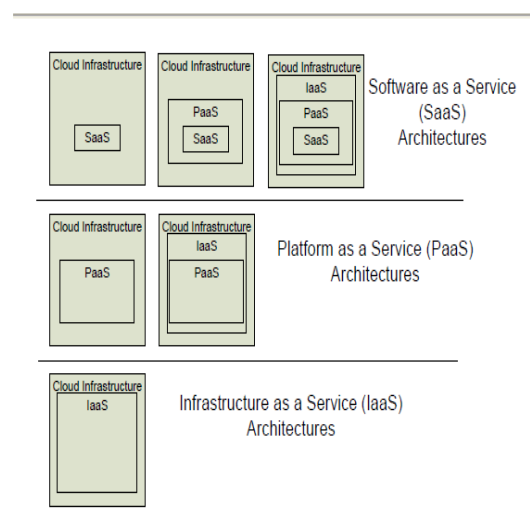 Cloud Infrastructure
SaaS
Cloud Infrastructure
PaaS
SaaS
Cloud Infrastructure
IaaS
PaaS
SaaS
Software as a Service
(SaaS)
Architectures
Cloud Infrastructure
PaaS
Cloud Infrastructure
IaaS
PaaS
Platform as a Service (PaaS)
Architectures
Cloud Infrastructure
IaaS
Infrastructure as a Service (IaaS)
Architectures